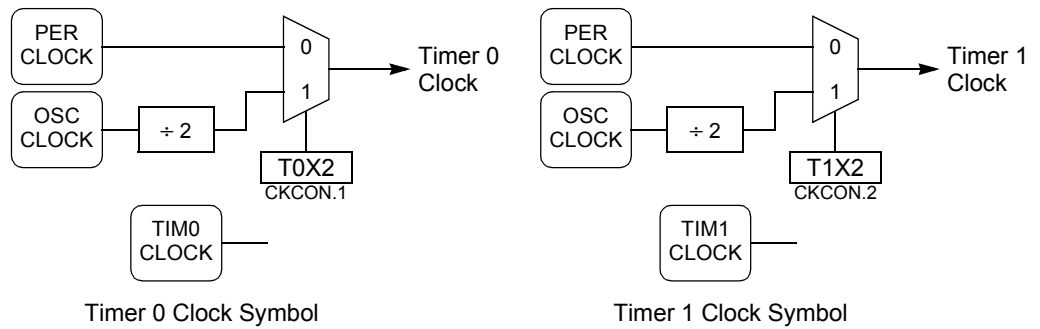 PER
CLOCK
0
Timer 0
Clock
1
OSC
CLOCK
÷ 2
T0X2
CKCON.1
TIM0
CLOCK
Timer 0 Clock Symbol
PER
CLOCK
0
Timer 1
Clock
1
OSC
CLOCK
÷ 2
T1X2
CKCON.2
TIM1
CLOCK
Timer 1 Clock Symbol